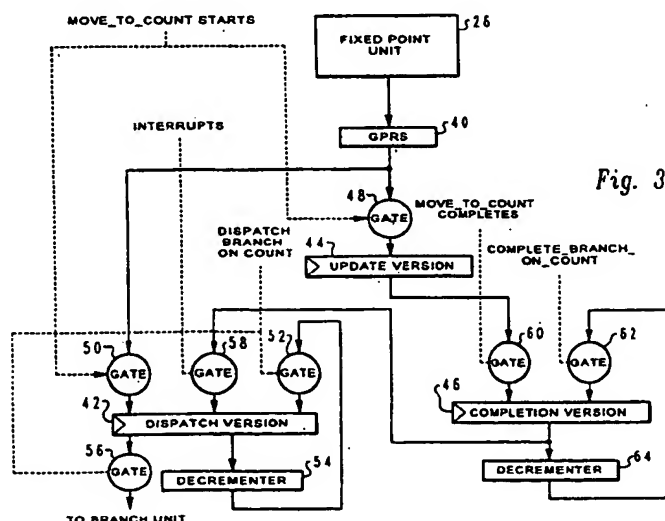 MOVE_TO_COUNT STARTS
FIXED POINT
UNIT
26
INTERRUPTS
GPRS
40
Fig. 3
48
GATE
MOVE_TO_COUNT
COMPLETES
DISPATCH
BRANCH
ON COUNT
44
UPDATE VERSION
COMPLETE_BRANCH_
ON_COUNT
50
GATE
58
GATE
52
GATE
60
GATE
62
GATE
42
DISPATCH VERSION
46
COMPLETION VERSION
56
GATE
DECREMENTER
54
DECREMENTER
64
TO BRANCH UNIT